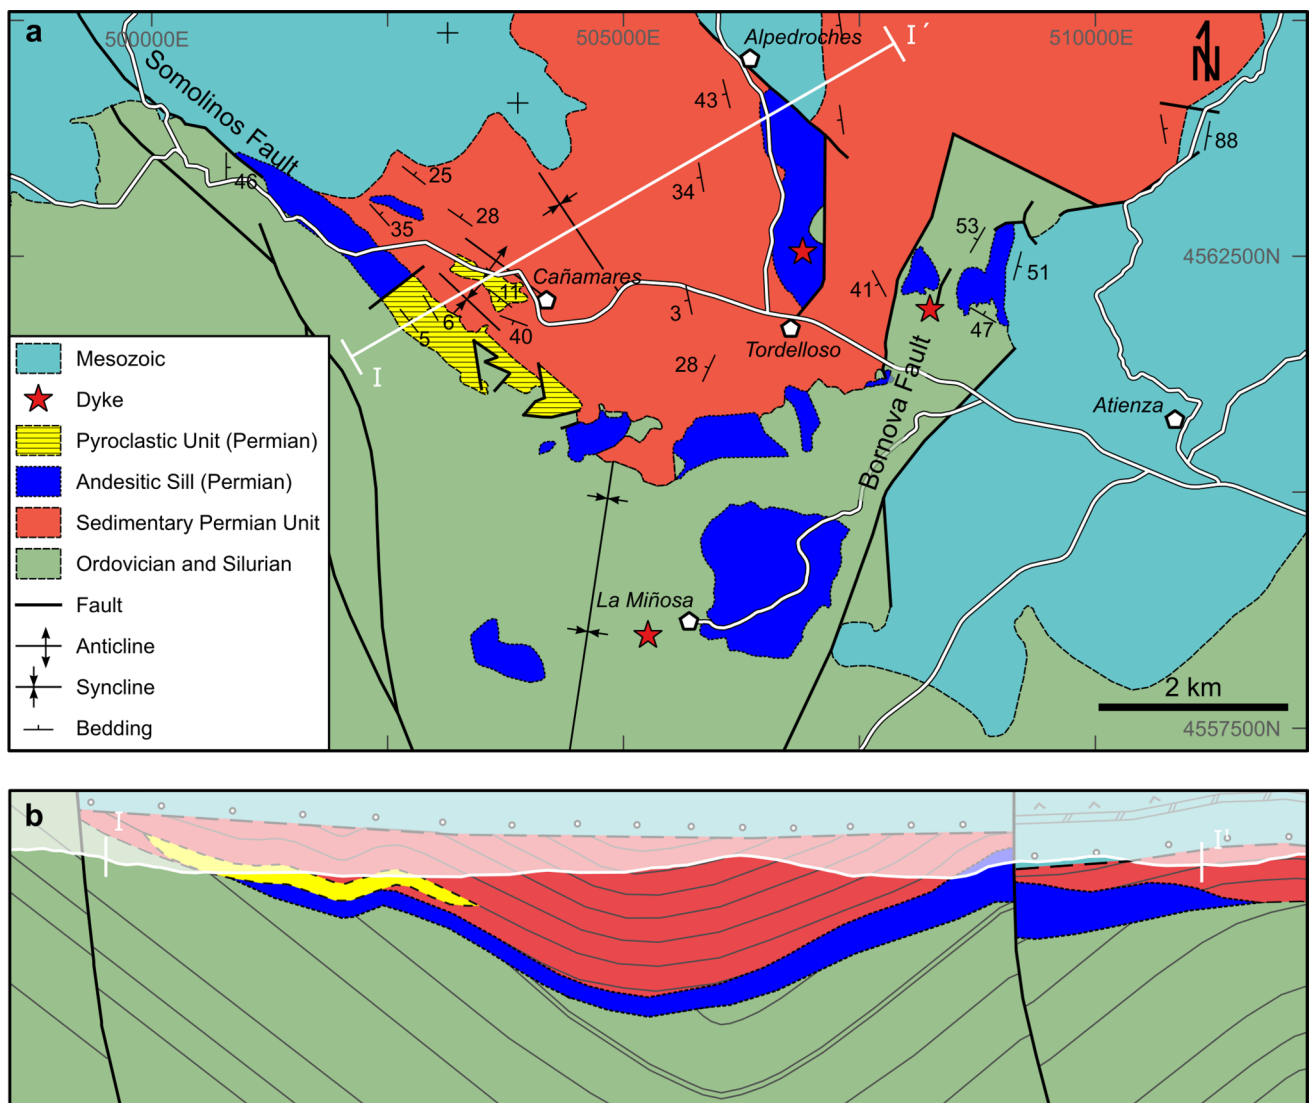 a
500000E
505000E
510000E
N
Alpedroches
I´
Somolinos Fault
43
88
46
25
34
35
28
53
51
4562500N
Cañamares
41
11
3
6
5
40
47
Tordelloso
28
I
Bornova Fault
Atienza
Mesozoic
Dyke
Pyroclastic Unit (Permian)
Andesitic Sill (Permian)
Sedimentary Permian Unit
Ordovician and Silurian
Fault
Anticline
Syncline
Bedding
La Miñosa
2 km
4557500N
b
I
I'